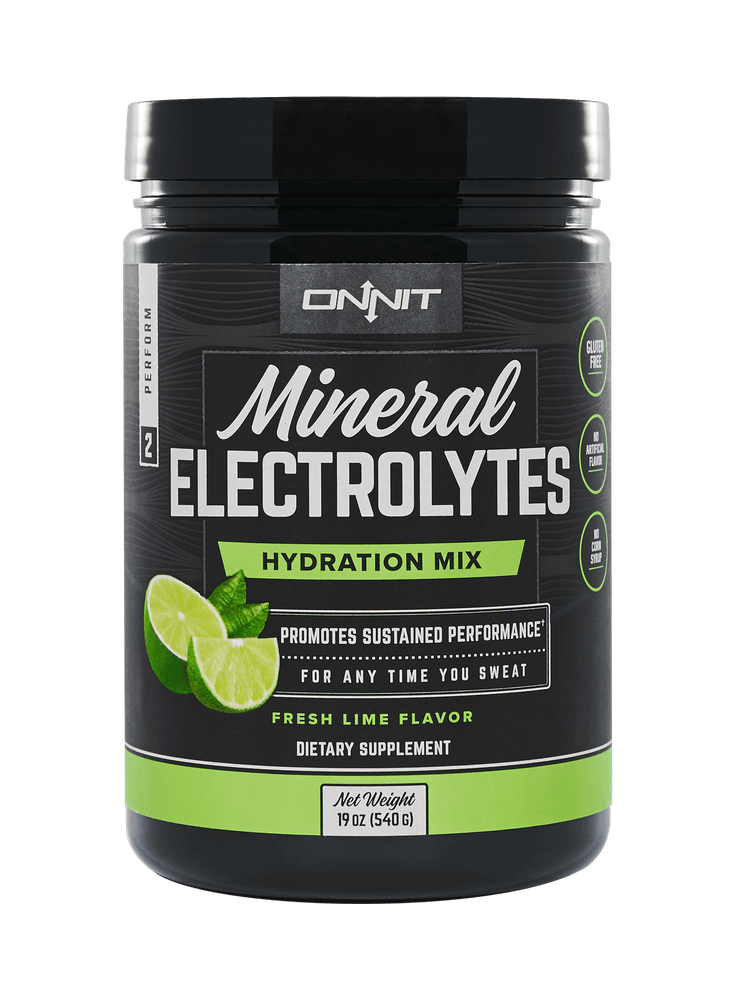 ONNIT
PERFORM
2
Mineral
ELECTROLYTES
HYDRATION MIX
PROMOTES SUSTAINED PERFORMANCE†
FOR ANY TIME YOU SWEAT
FRESH LIME FLAVOR
DIETARY SUPPLEMENT
Net Weight
19 OZ (540 G)
GLUTEN
FREE
NO
ARTIFICIAL
FLAVOR
NO
CORN
SYRUP